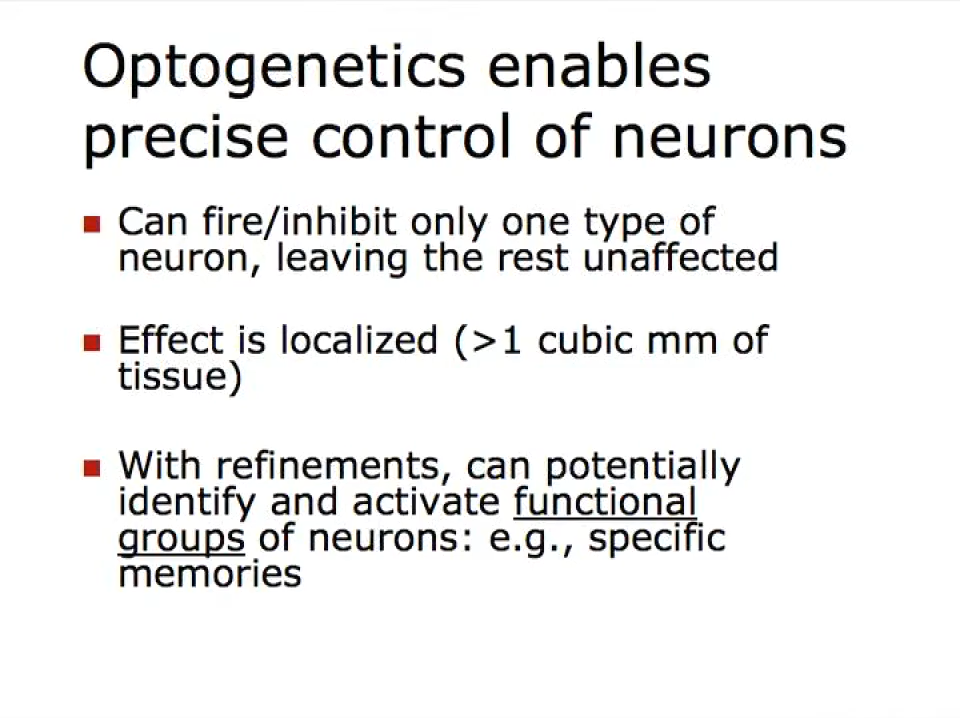 Optogenetics enables
precise control of neurons
Can fire/inhibit only one type of
neuron, leaving the rest unaffected
Effect is localized (>1 cubic mm of
tissue)
With refinements, can potentially
identify and activate functional
groups of neurons: e.g., specific
memories